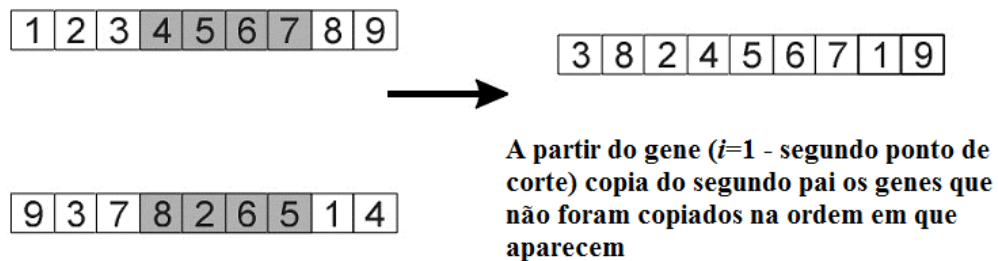 1 2 3 4 5 6 7 8 9
3 8 2 4 5 6 7 1 9
A partir do gene (i=1 - segundo ponto de
corte) copia do segundo pai os genes que
não foram copiados na ordem em que
aparecem
9 3 7 8 2 6 5 1 4